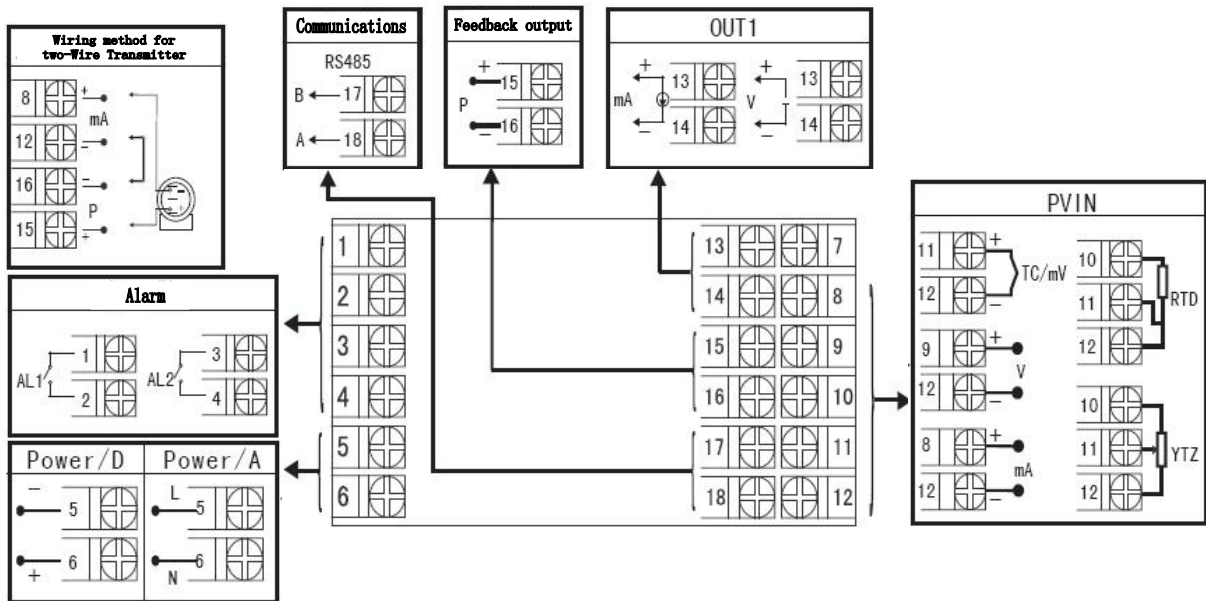 Wiring method for
two-Wire Transmitter
8 + mA
12 -
16 - P
15 +
- +
Communications
RS485
B 17
A 18
Feedback output
+ 15
P
- 16
OUT1
+ 13 + 13
mA V
- 14 - 14
Alarm
AL1 1 AL2 3
2 4
Power/D Power/A
- 5 L 5
+ 6 N 6
1 13 7
2 14 8
3 15 9
4 16 10
5 17 11
6 18 12
PVIN
11 + TC/mV
12 -
9 + V
12 -
8 + mA
12 -
10
11 RTD
12
10
11 YTZ
12